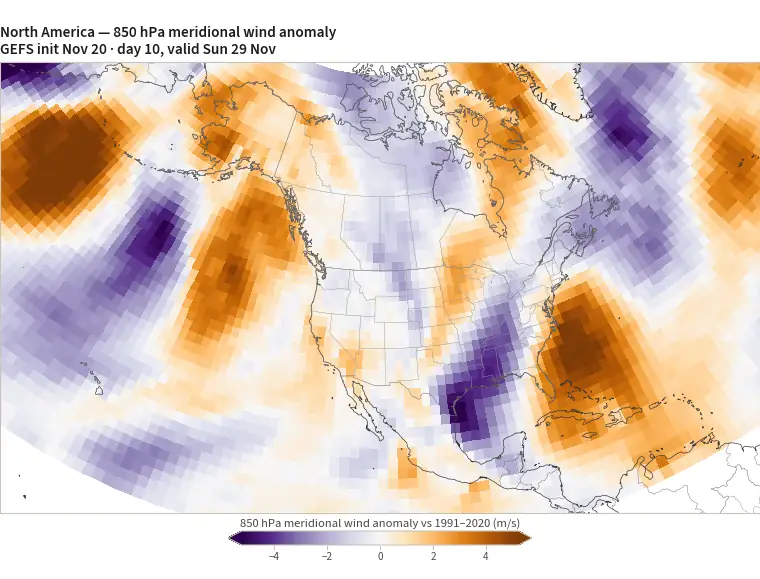 North America — 850 hPa meridional wind anomaly
GEFS init Nov 20 · day 10, valid Sun 29 Nov
850 hPa meridional wind anomaly vs 1991–2020 (m/s)
−4 −2 0 2 4